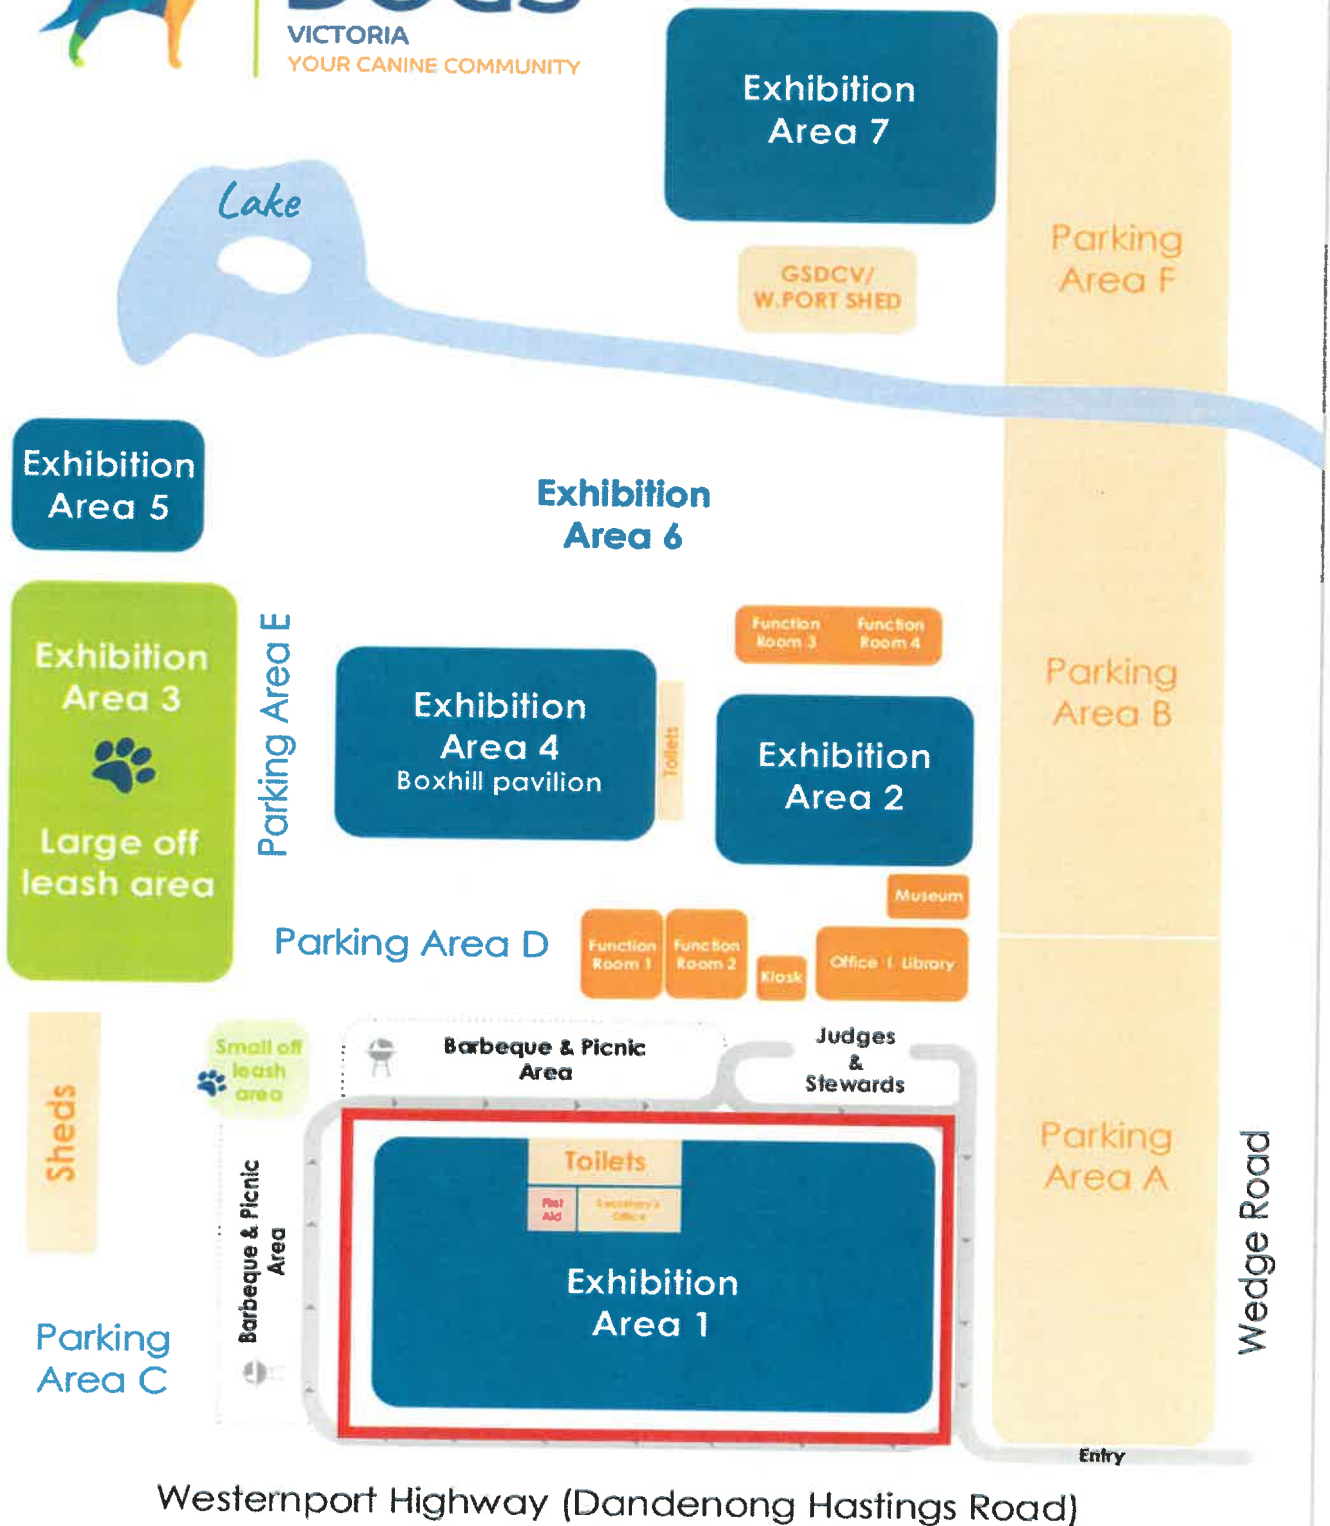 DOGS
VICTORIA
YOUR CANINE COMMUNITY
Exhibition
Area 7
Lake
Parking
Area F
GSDCV/
W.PORT SHED
Exhibition
Area 5
Exhibition
Area 6
Exhibition
Area 3
Large off
leash area
Parking Area E
Function
Room 3
Function
Room 4
Exhibition
Area 4
Boxhill pavilion
Toilets
Exhibition
Area 2
Parking
Area B
Museum
Parking Area D
Function
Room 1
Function
Room 2
Kiosk
Office | Library
Sheds
Small off
leash
area
Barbeque & Picnic
Area
Judges
&
Stewards
Barbeque & Picnic
Area
Toilets
First
Aid
Secretary's
Office
Exhibition
Area 1
Parking
Area A
Wedge Road
Parking
Area C
Entry
Westernport Highway (Dandenong Hastings Road)